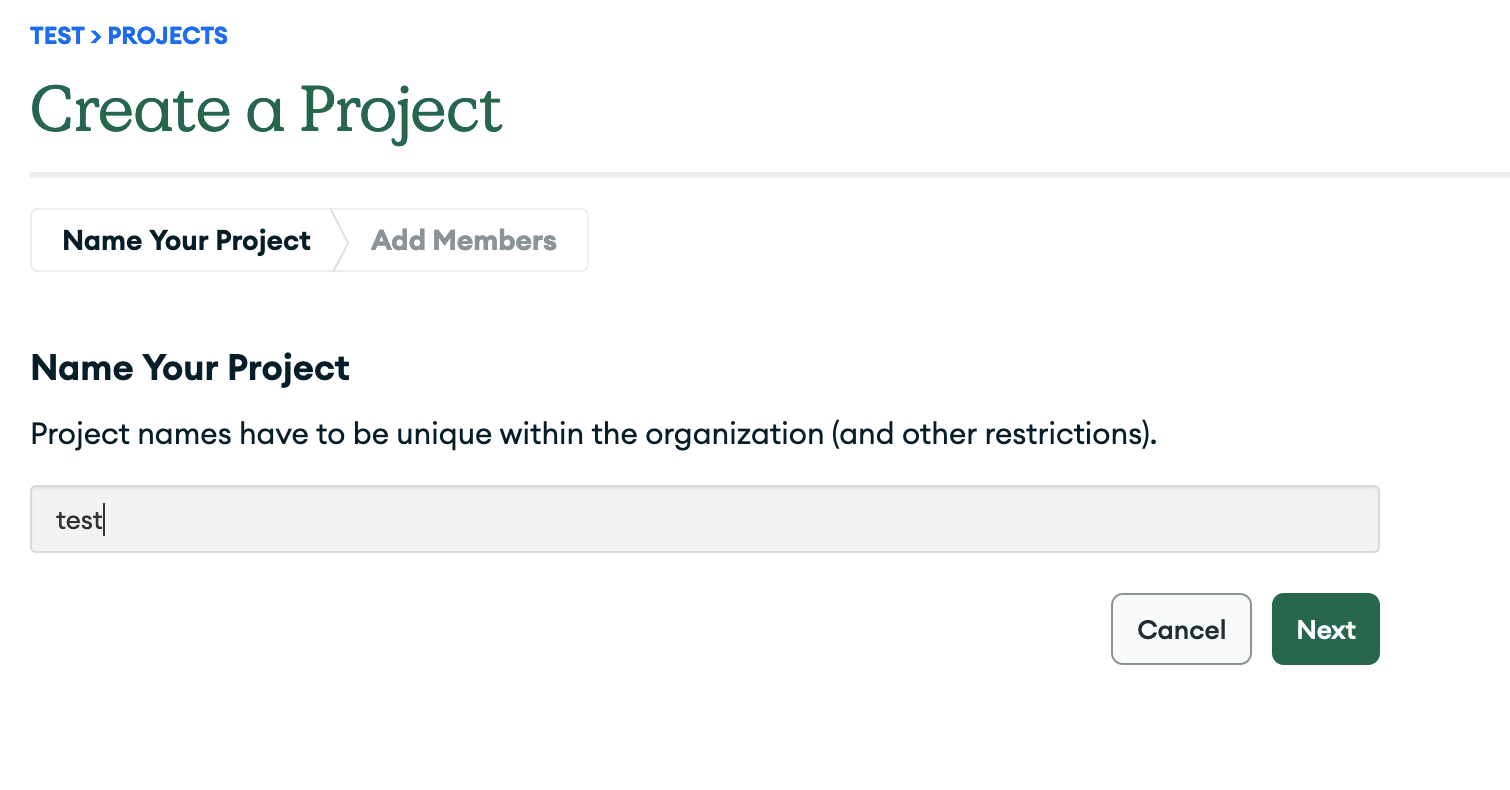 TEST > PROJECTS
Create a Project
Name Your Project Add Members
Name Your Project
Project names have to be unique within the organization (and other restrictions).
test
Cancel Next